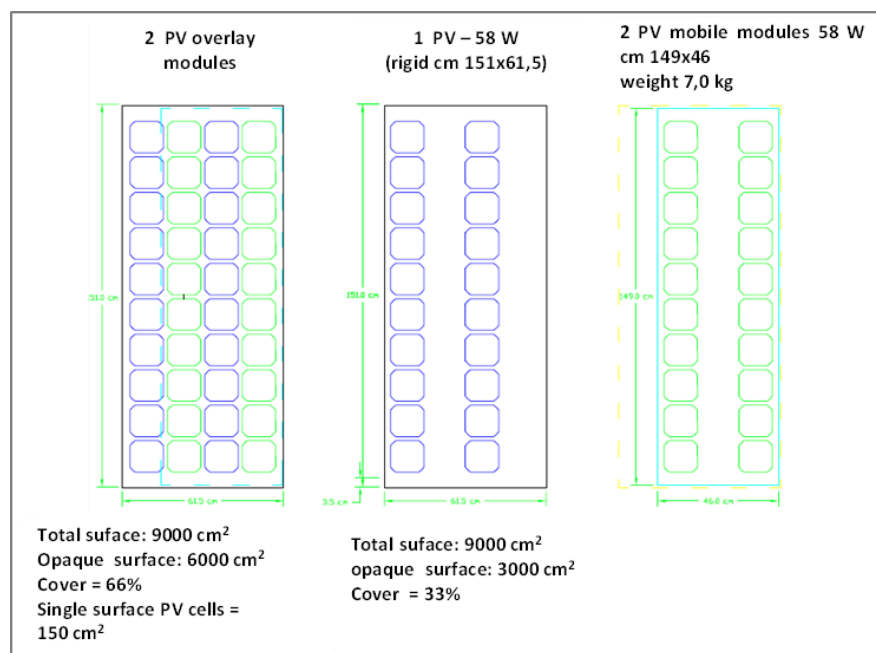 2 PV overlay
modules
1 PV – 58 W
(rigid cm 151x61,5)
2 PV mobile modules 58 W
cm 149x46
weight 7,0 kg
51.0 cm
61.5 cm
151.0 cm
3.5 cm
61.5 cm
149.0 cm
46.0 cm
Total suface: 9000 cm²
Opaque surface: 6000 cm²
Cover = 66%
Single surface PV cells =
150 cm²
Total suface: 9000 cm²
opaque surface: 3000 cm²
Cover = 33%